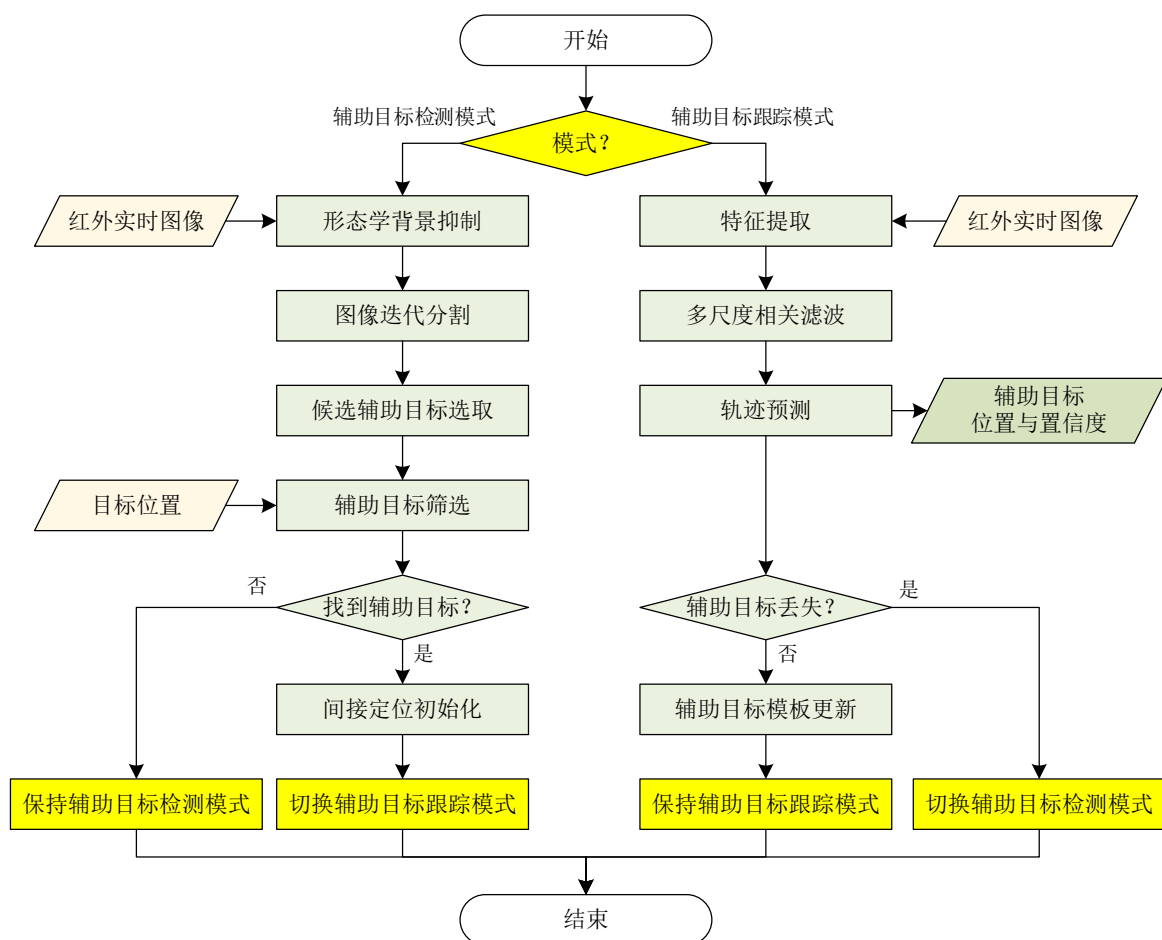 开始
辅助目标检测模式
辅助目标跟踪模式
模式？
红外实时图像
形态学背景抑制
特征提取
红外实时图像
图像迭代分割
多尺度相关滤波
候选辅助目标选取
轨迹预测
辅助目标
位置与置信度
目标位置
辅助目标筛选
否
找到辅助目标？
辅助目标丢失？
是
是
否
间接定位初始化
辅助目标模板更新
保持辅助目标检测模式
切换辅助目标跟踪模式
保持辅助目标跟踪模式
切换辅助目标检测模式
结束